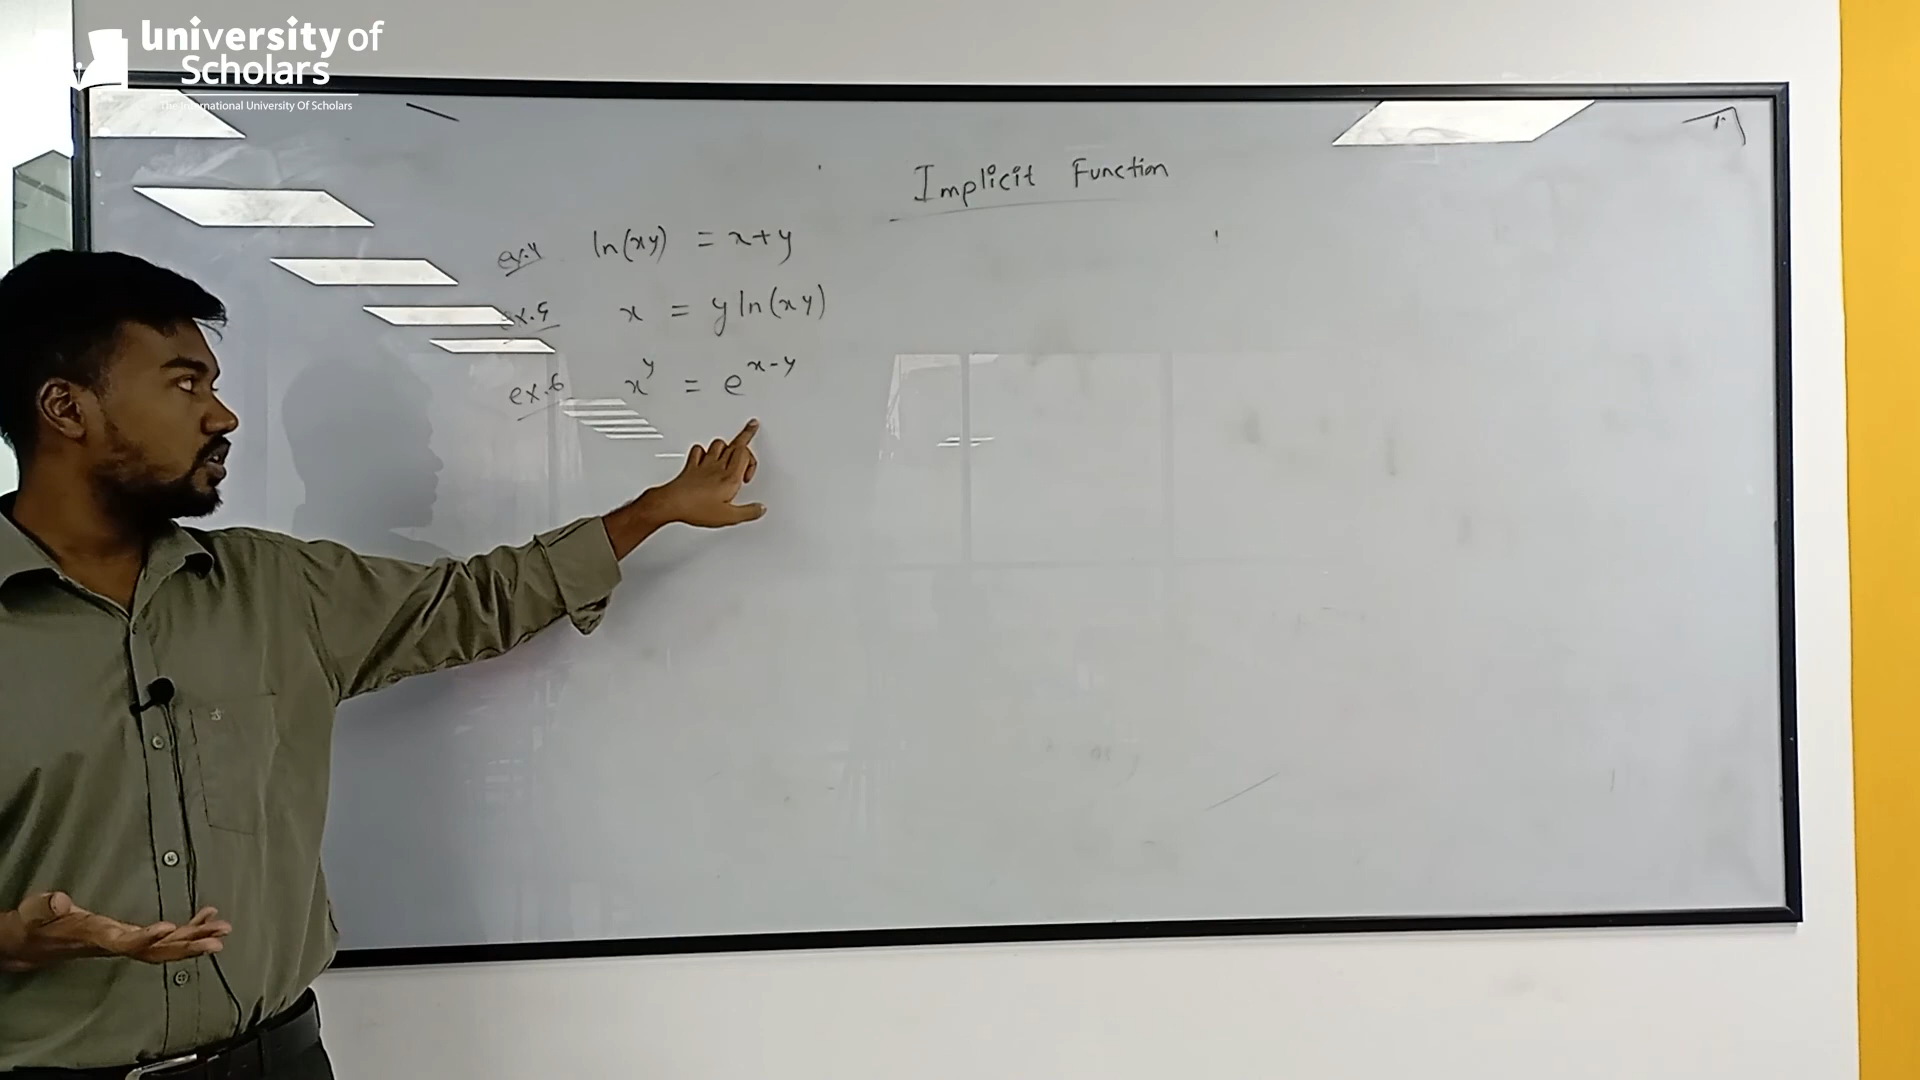 University of
Scholars
The International University Of Scholars
Implicit Function
ex.4 ln(xy) = x+y
ex.5 x = y ln(xy)
ex.6 x^y = e^{x-y}